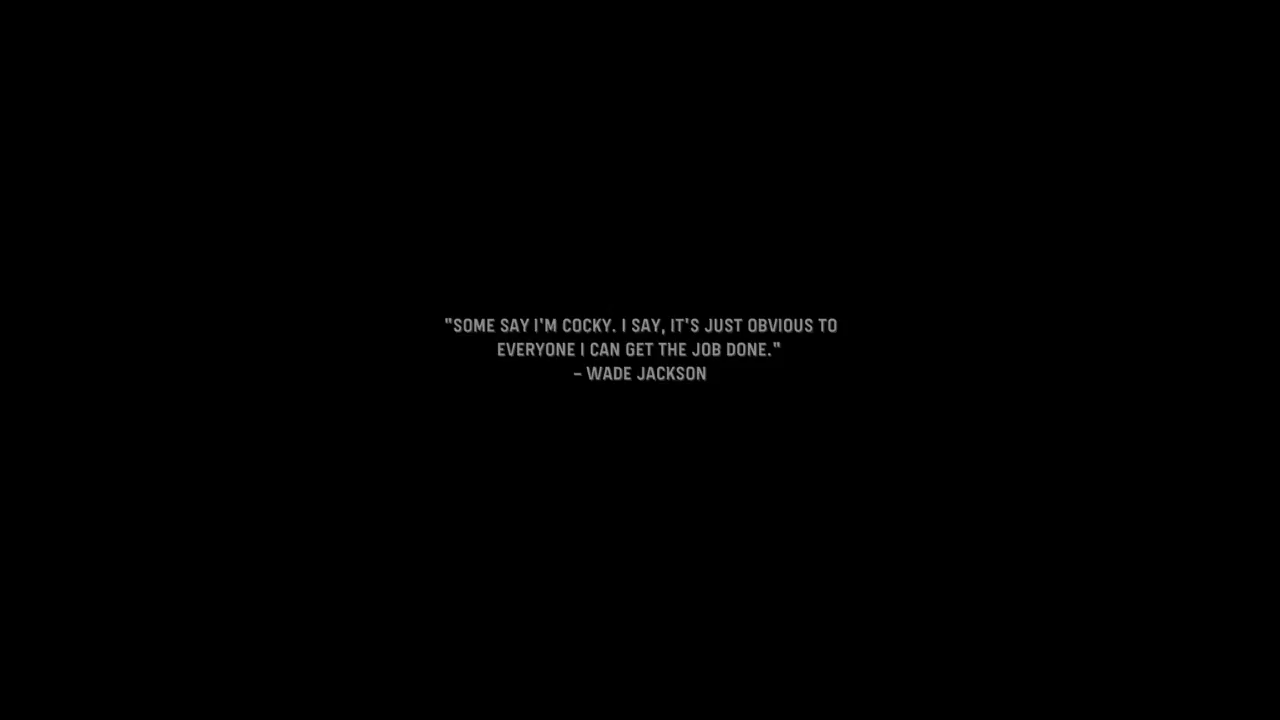 "SOME SAY I'M COCKY. I SAY, IT'S JUST OBVIOUS TO
EVERYONE I CAN GET THE JOB DONE."
– WADE JACKSON